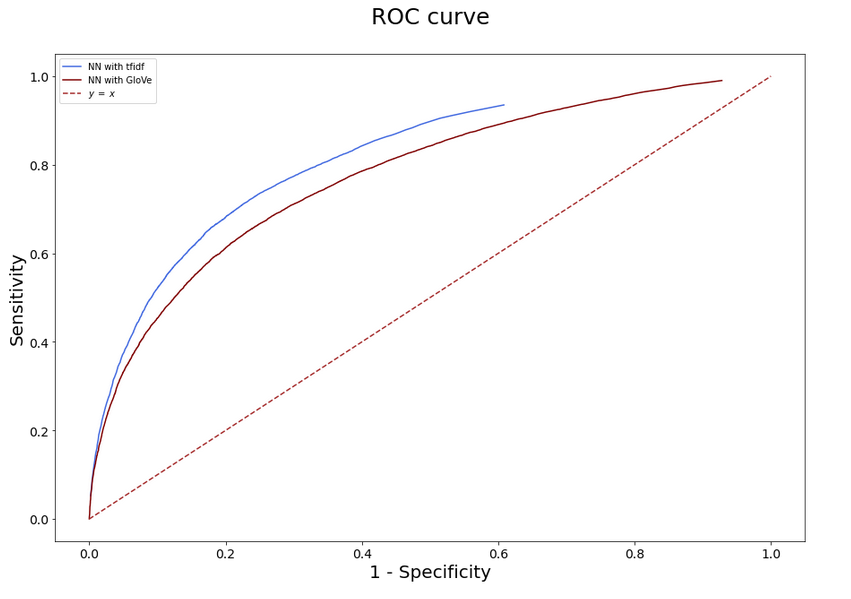 ROC curve
NN with tfidf
NN with GloVe
y = x
1.0
0.8
0.6
0.4
0.2
0.0
Sensitivity
0.0 0.2 0.4 0.6 0.8 1.0
1 - Specificity